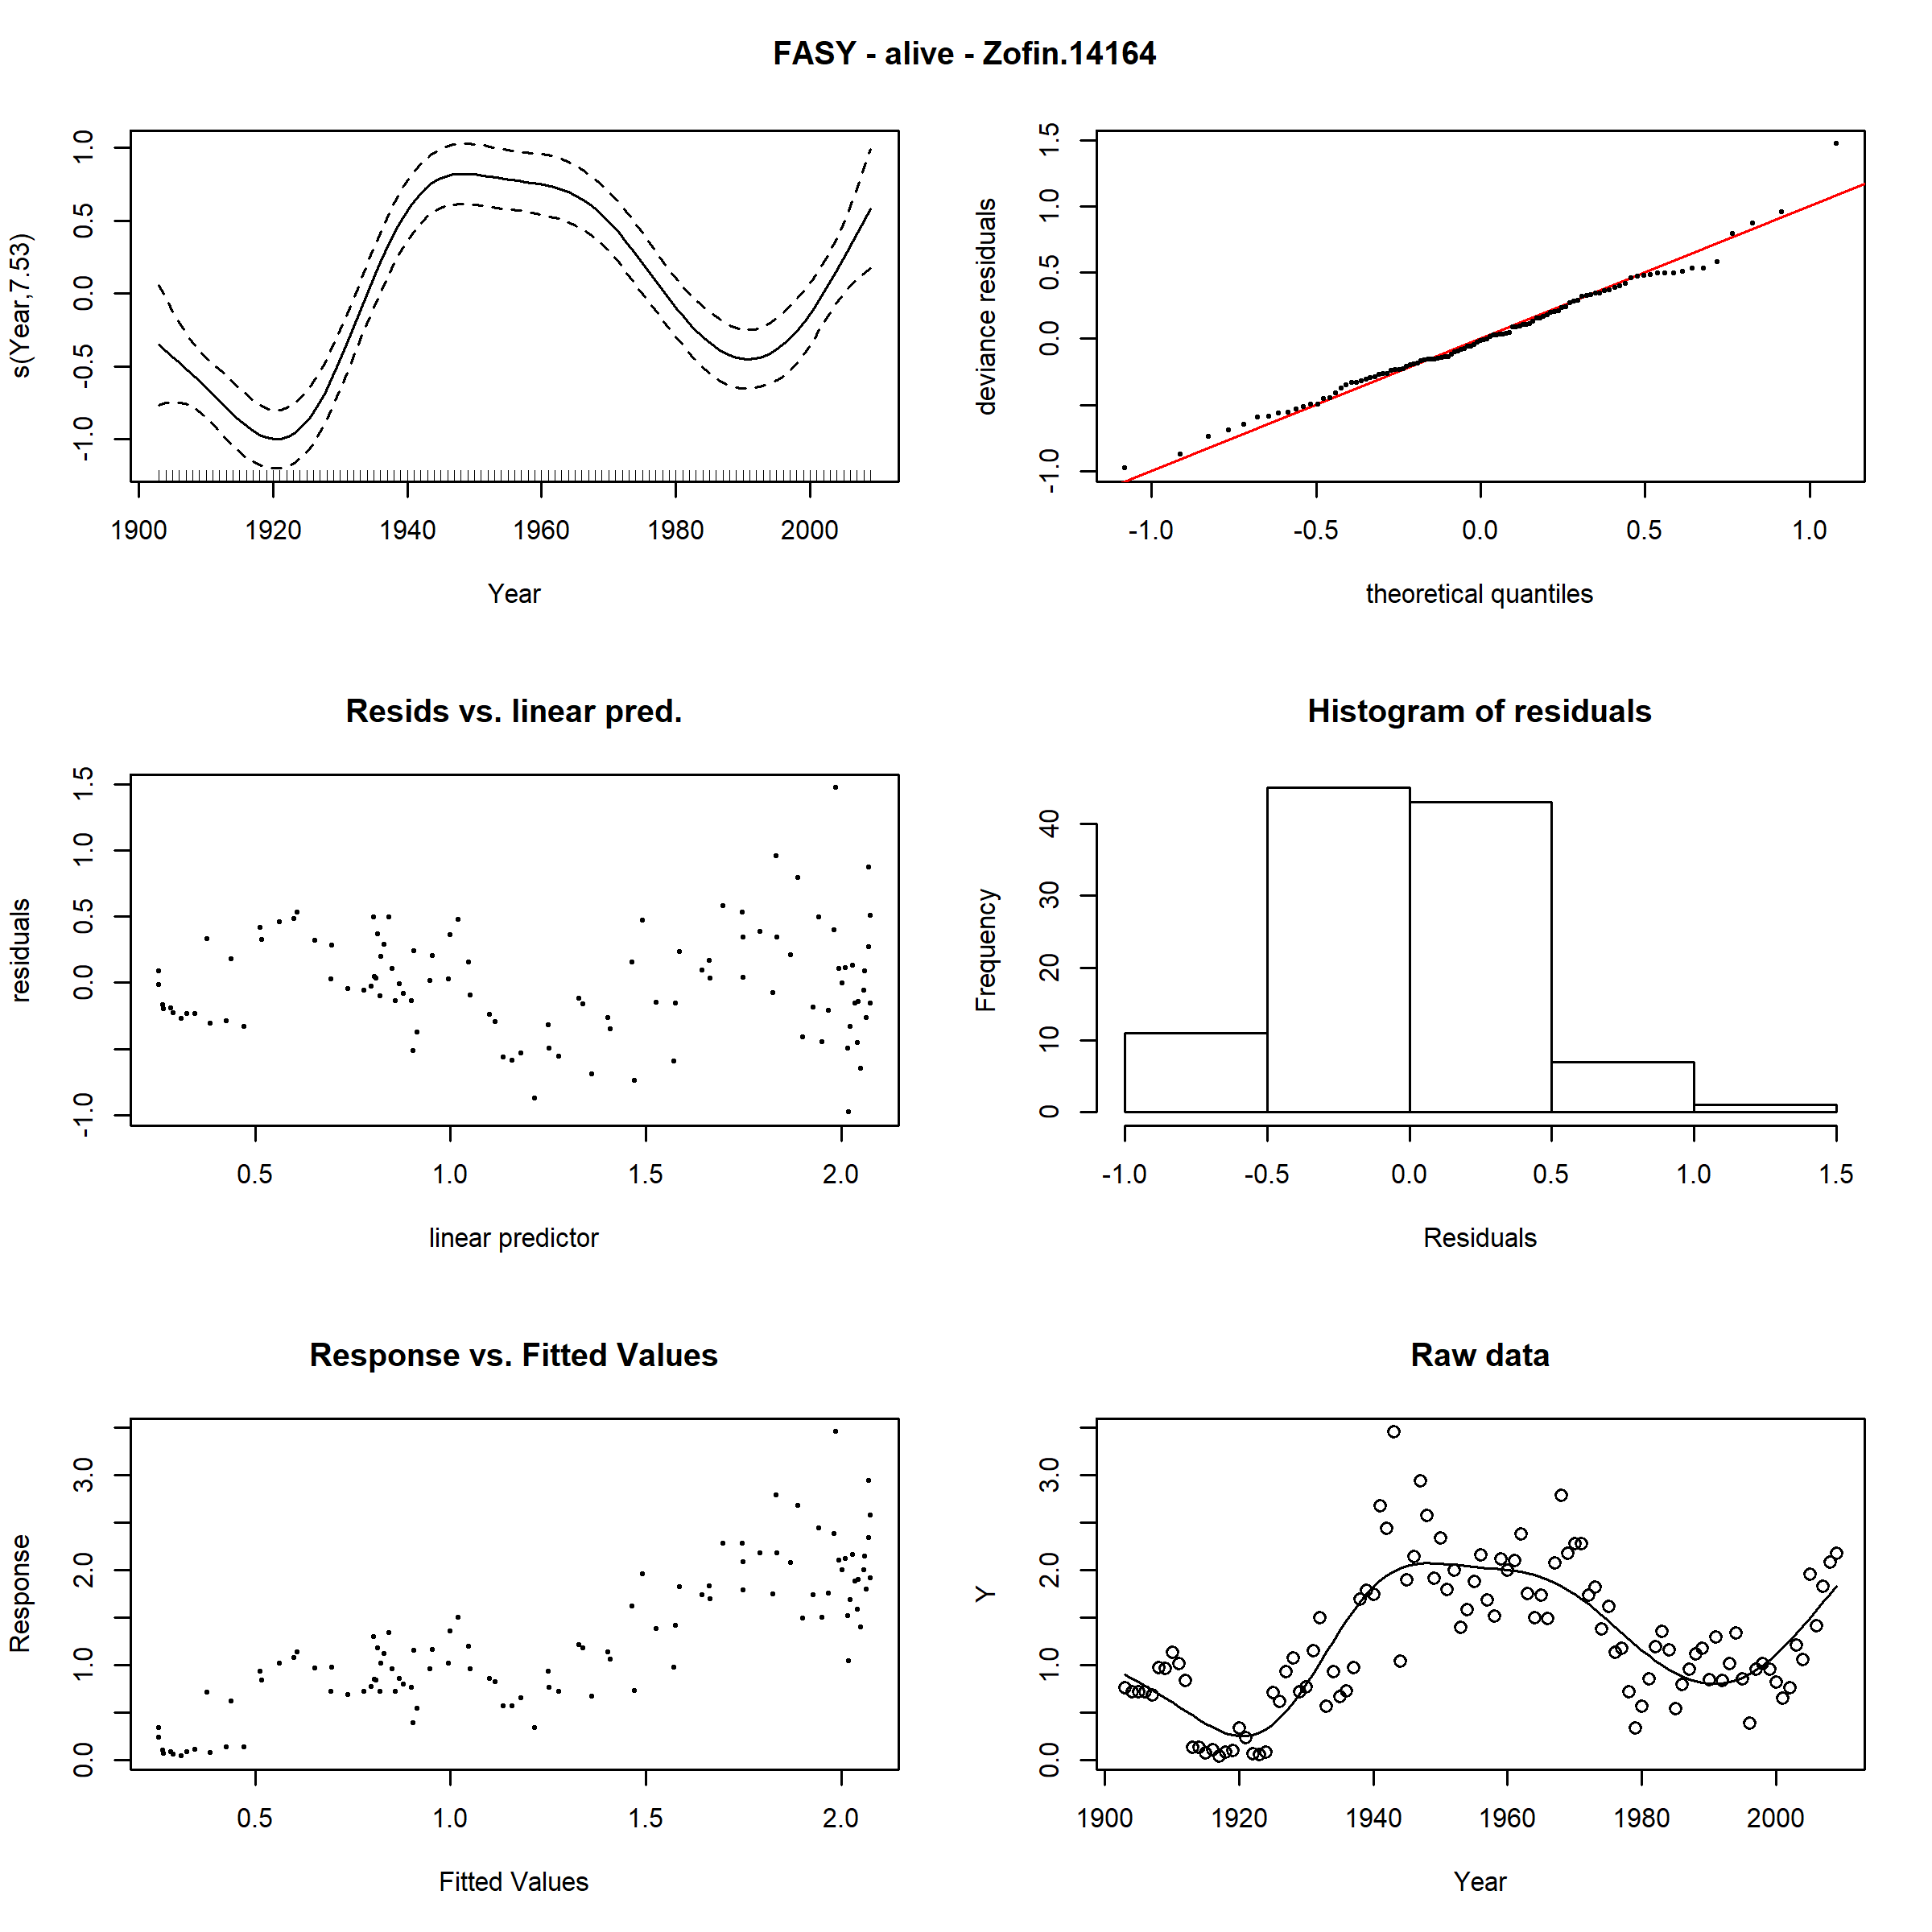 FASY - alive - Zofin.14164
s(Year,7.53)
1.0
0.5
0.0
-0.5
-1.0
1900 1920 1940 1960 1980 2000
Year
deviance residuals
1.5
1.0
0.5
0.0
-1.0
-1.0 -0.5 0.0 0.5 1.0
theoretical quantiles
Resids vs. linear pred.
residuals
1.5
1.0
0.5
0.0
-1.0
0.5 1.0 1.5 2.0
linear predictor
Histogram of residuals
Frequency
40
30
20
10
0
-1.0 -0.5 0.0 0.5 1.0 1.5
Residuals
Response vs. Fitted Values
Response
3.0
2.0
1.0
0.0
0.5 1.0 1.5 2.0
Fitted Values
Raw data
Y
3.0
2.0
1.0
0.0
1900 1920 1940 1960 1980 2000
Year